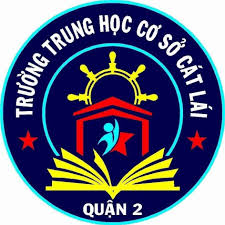 TRƯỜNG TRUNG HỌC CƠ SỞ CÁT LÁI
QUẬN 2